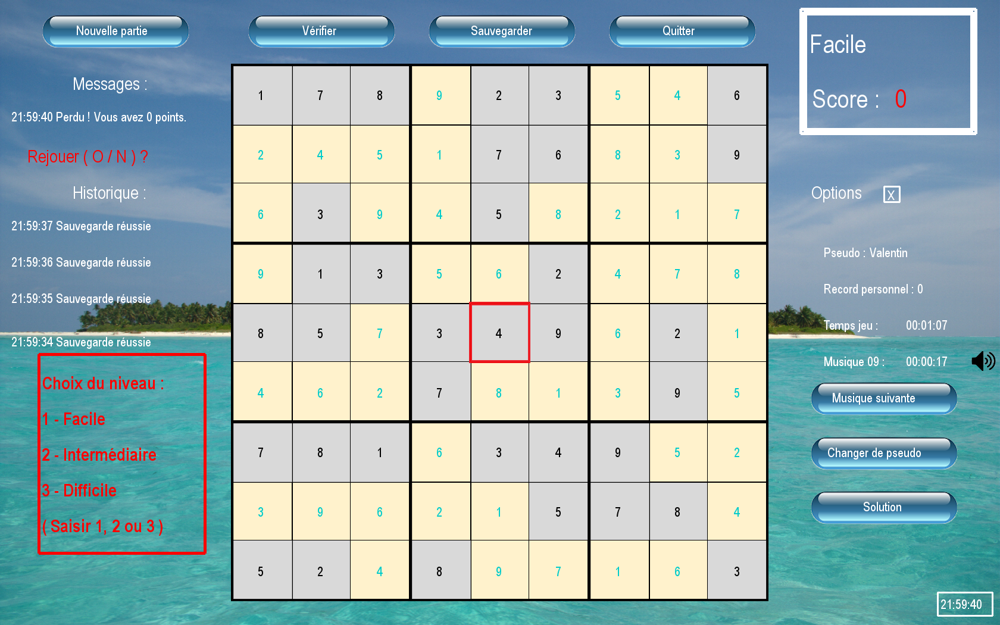 Nouvelle partie
Vérifier
Sauvegarder
Quitter
Facile
Score : 0
Messages :
21:59:40 Perdu ! Vous avez 0 points.
Rejouer ( O / N ) ?
Historique :
21:59:37 Sauvegarde réussie
21:59:36 Sauvegarde réussie
21:59:35 Sauvegarde réussie
21:59:34 Sauvegarde réussie
Choix du niveau :
1 - Facile
2 - Intermédiaire
3 - Difficile
( Saisir 1, 2 ou 3 )
1 7 8 9 2 3 5 4 6
2 4 5 1 7 6 8 3 9
6 3 9 4 5 8 2 1 7
9 1 3 5 6 2 4 7 8
8 5 7 3 4 9 6 2 1
4 6 2 7 8 1 3 9 5
7 8 1 6 3 4 9 5 2
3 9 6 2 1 5 7 8 4
5 2 4 8 9 7 1 6 3
Options X
Pseudo : Valentin
Record personnel : 0
Temps jeu : 00:01:07
Musique 09 : 00:00:17
Musique suivante
Changer de pseudo
Solution
21:59:40